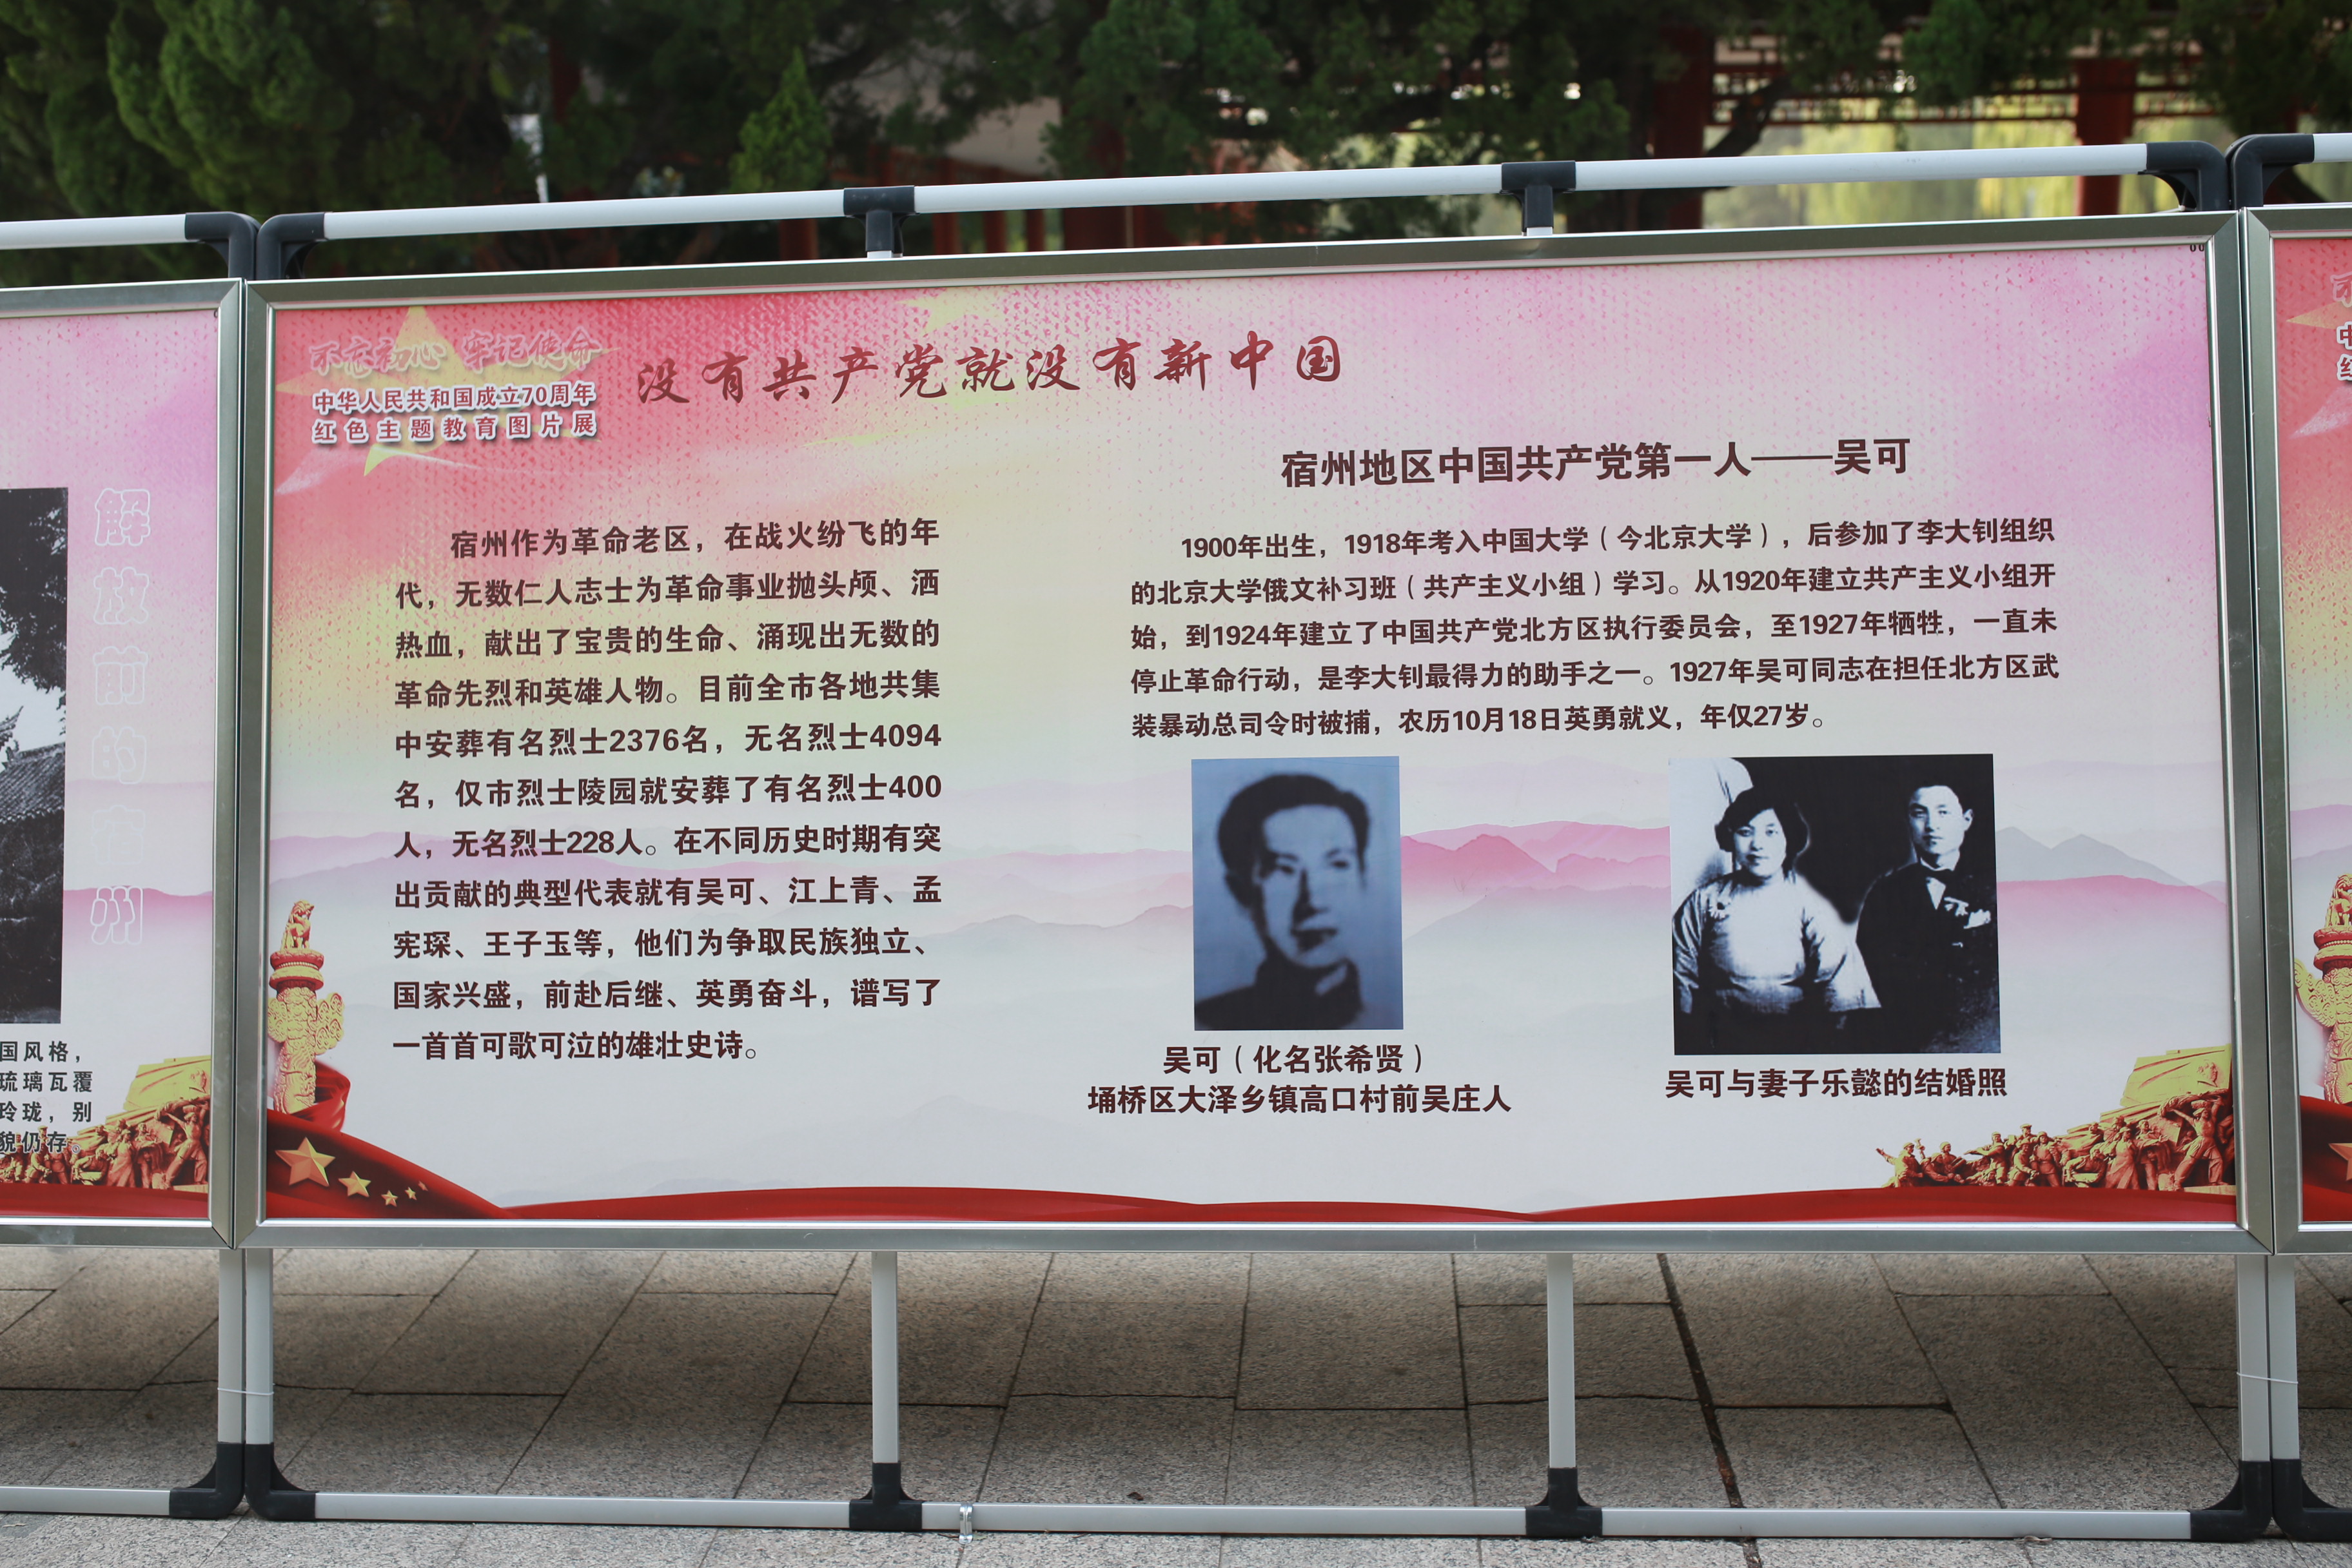 解放前的宿州
国风格，
琉璃瓦覆
玲珑，别
貌仍存。
不忘初心 牢记使命
中华人民共和国成立70周年
红色主题教育图片展
没有共产党就没有新中国
宿州作为革命老区，在战火纷飞的年
代，无数仁人志士为革命事业抛头颅、洒
热血，献出了宝贵的生命、涌现出无数的
革命先烈和英雄人物。目前全市各地共集
中安葬有名烈士2376名，无名烈士4094
名，仅市烈士陵园就安葬了有名烈士400
人，无名烈士228人。在不同历史时期有突
出贡献的典型代表就有吴可、江上青、孟
宪琛、王子玉等，他们为争取民族独立、
国家兴盛，前赴后继、英勇奋斗，谱写了
一首首可歌可泣的雄壮史诗。
宿州地区中国共产党第一人——吴可
1900年出生，1918年考入中国大学（今北京大学），后参加了李大钊组织
的北京大学俄文补习班（共产主义小组）学习。从1920年建立共产主义小组开
始，到1924年建立了中国共产党北方区执行委员会，至1927年牺牲，一直未
停止革命行动，是李大钊最得力的助手之一。1927年吴可同志在担任北方区武
装暴动总司令时被捕，农历10月18日英勇就义，年仅27岁。
吴可（化名张希贤）
埇桥区大泽乡镇高口村前吴庄人
吴可与妻子乐懿的结婚照